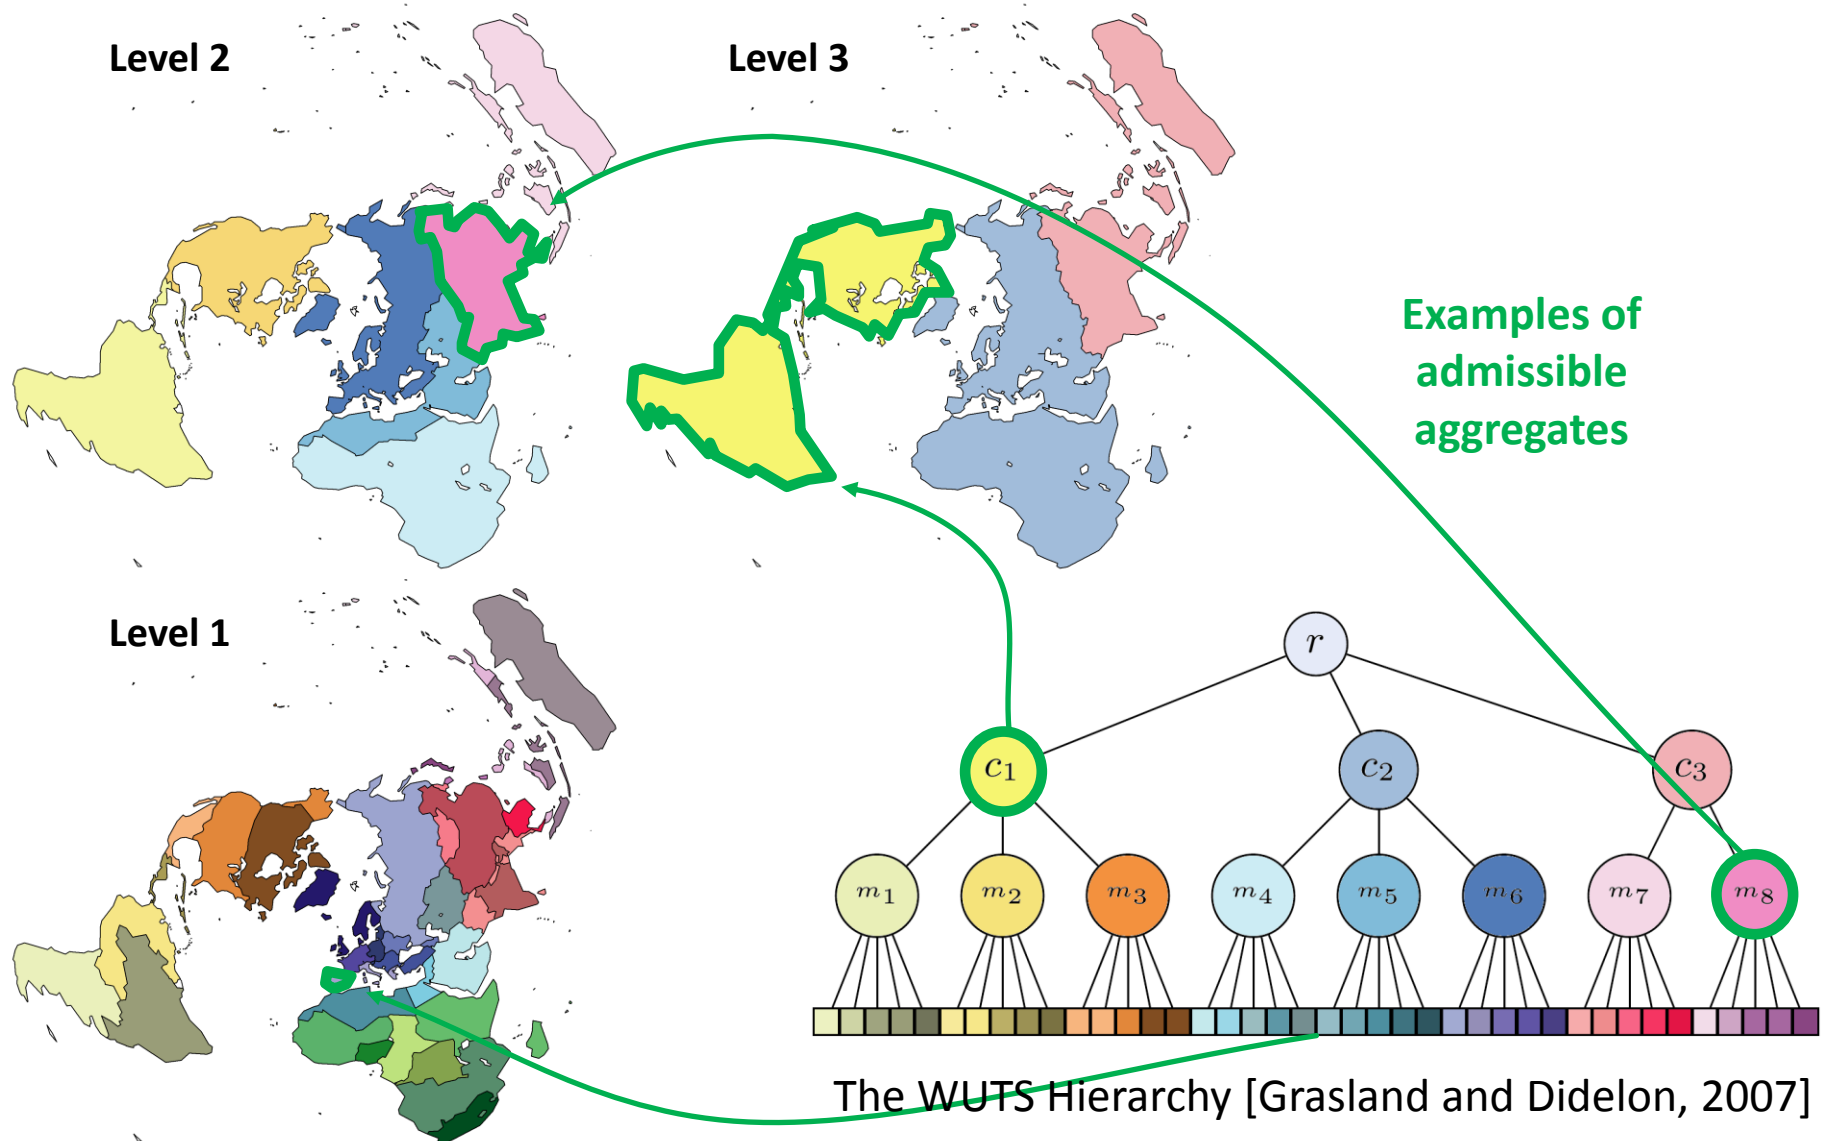 Level 2
Level 3
Examples of
admissible
aggregates
Level 1
r
c1
c2
c3
m1
m2
m3
m4
m5
m6
m7
m8
The WUTS Hierarchy [Grasland and Didelon, 2007]